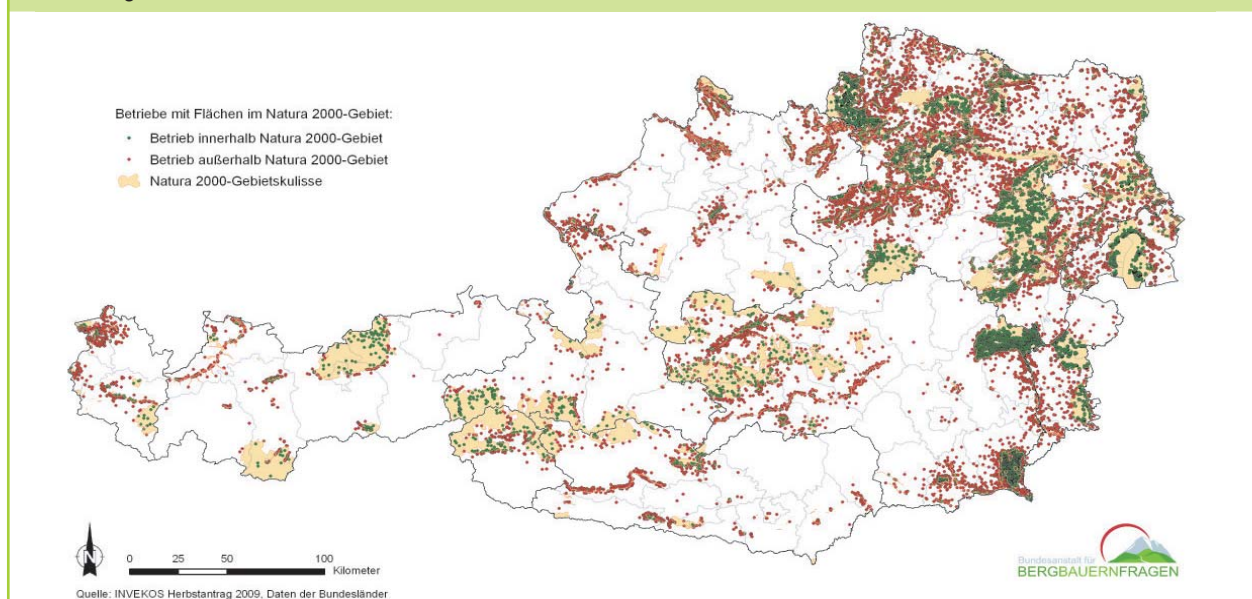 Betriebe mit Flächen im Natura 2000-Gebiet:
Betrieb innerhalb Natura 2000-Gebiet
Betrieb außerhalb Natura 2000-Gebiet
Natura 2000-Gebietskulisse
N
0 25 50 100
Kilometer
Quelle: INVEKOS Herbstantrag 2009, Daten der Bundesländer
Bundesanstalt für
BERGBAUERNFRAGEN